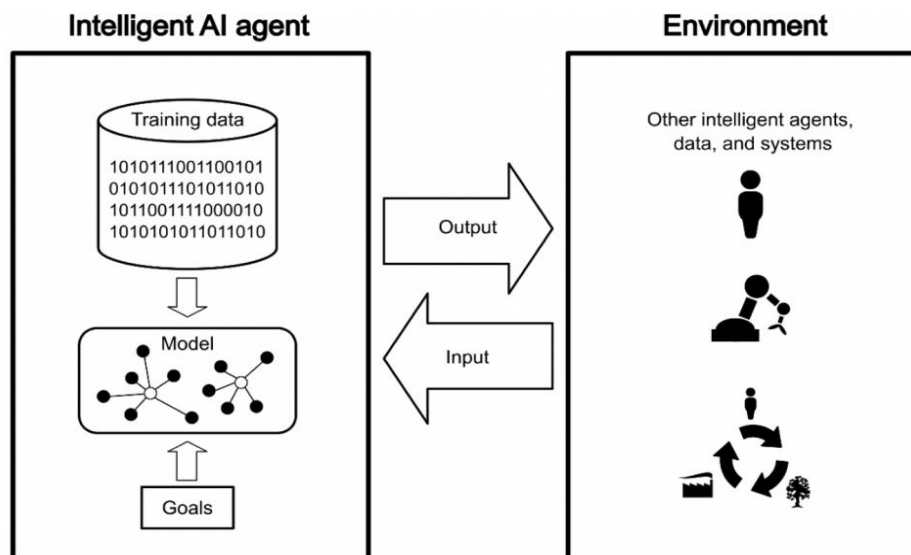 Intelligent AI agent
Training data
1010111001100101
0101011101011010
1011001111000010
1010101011011010
Model
Goals
Output
Input
Environment
Other intelligent agents,
data, and systems